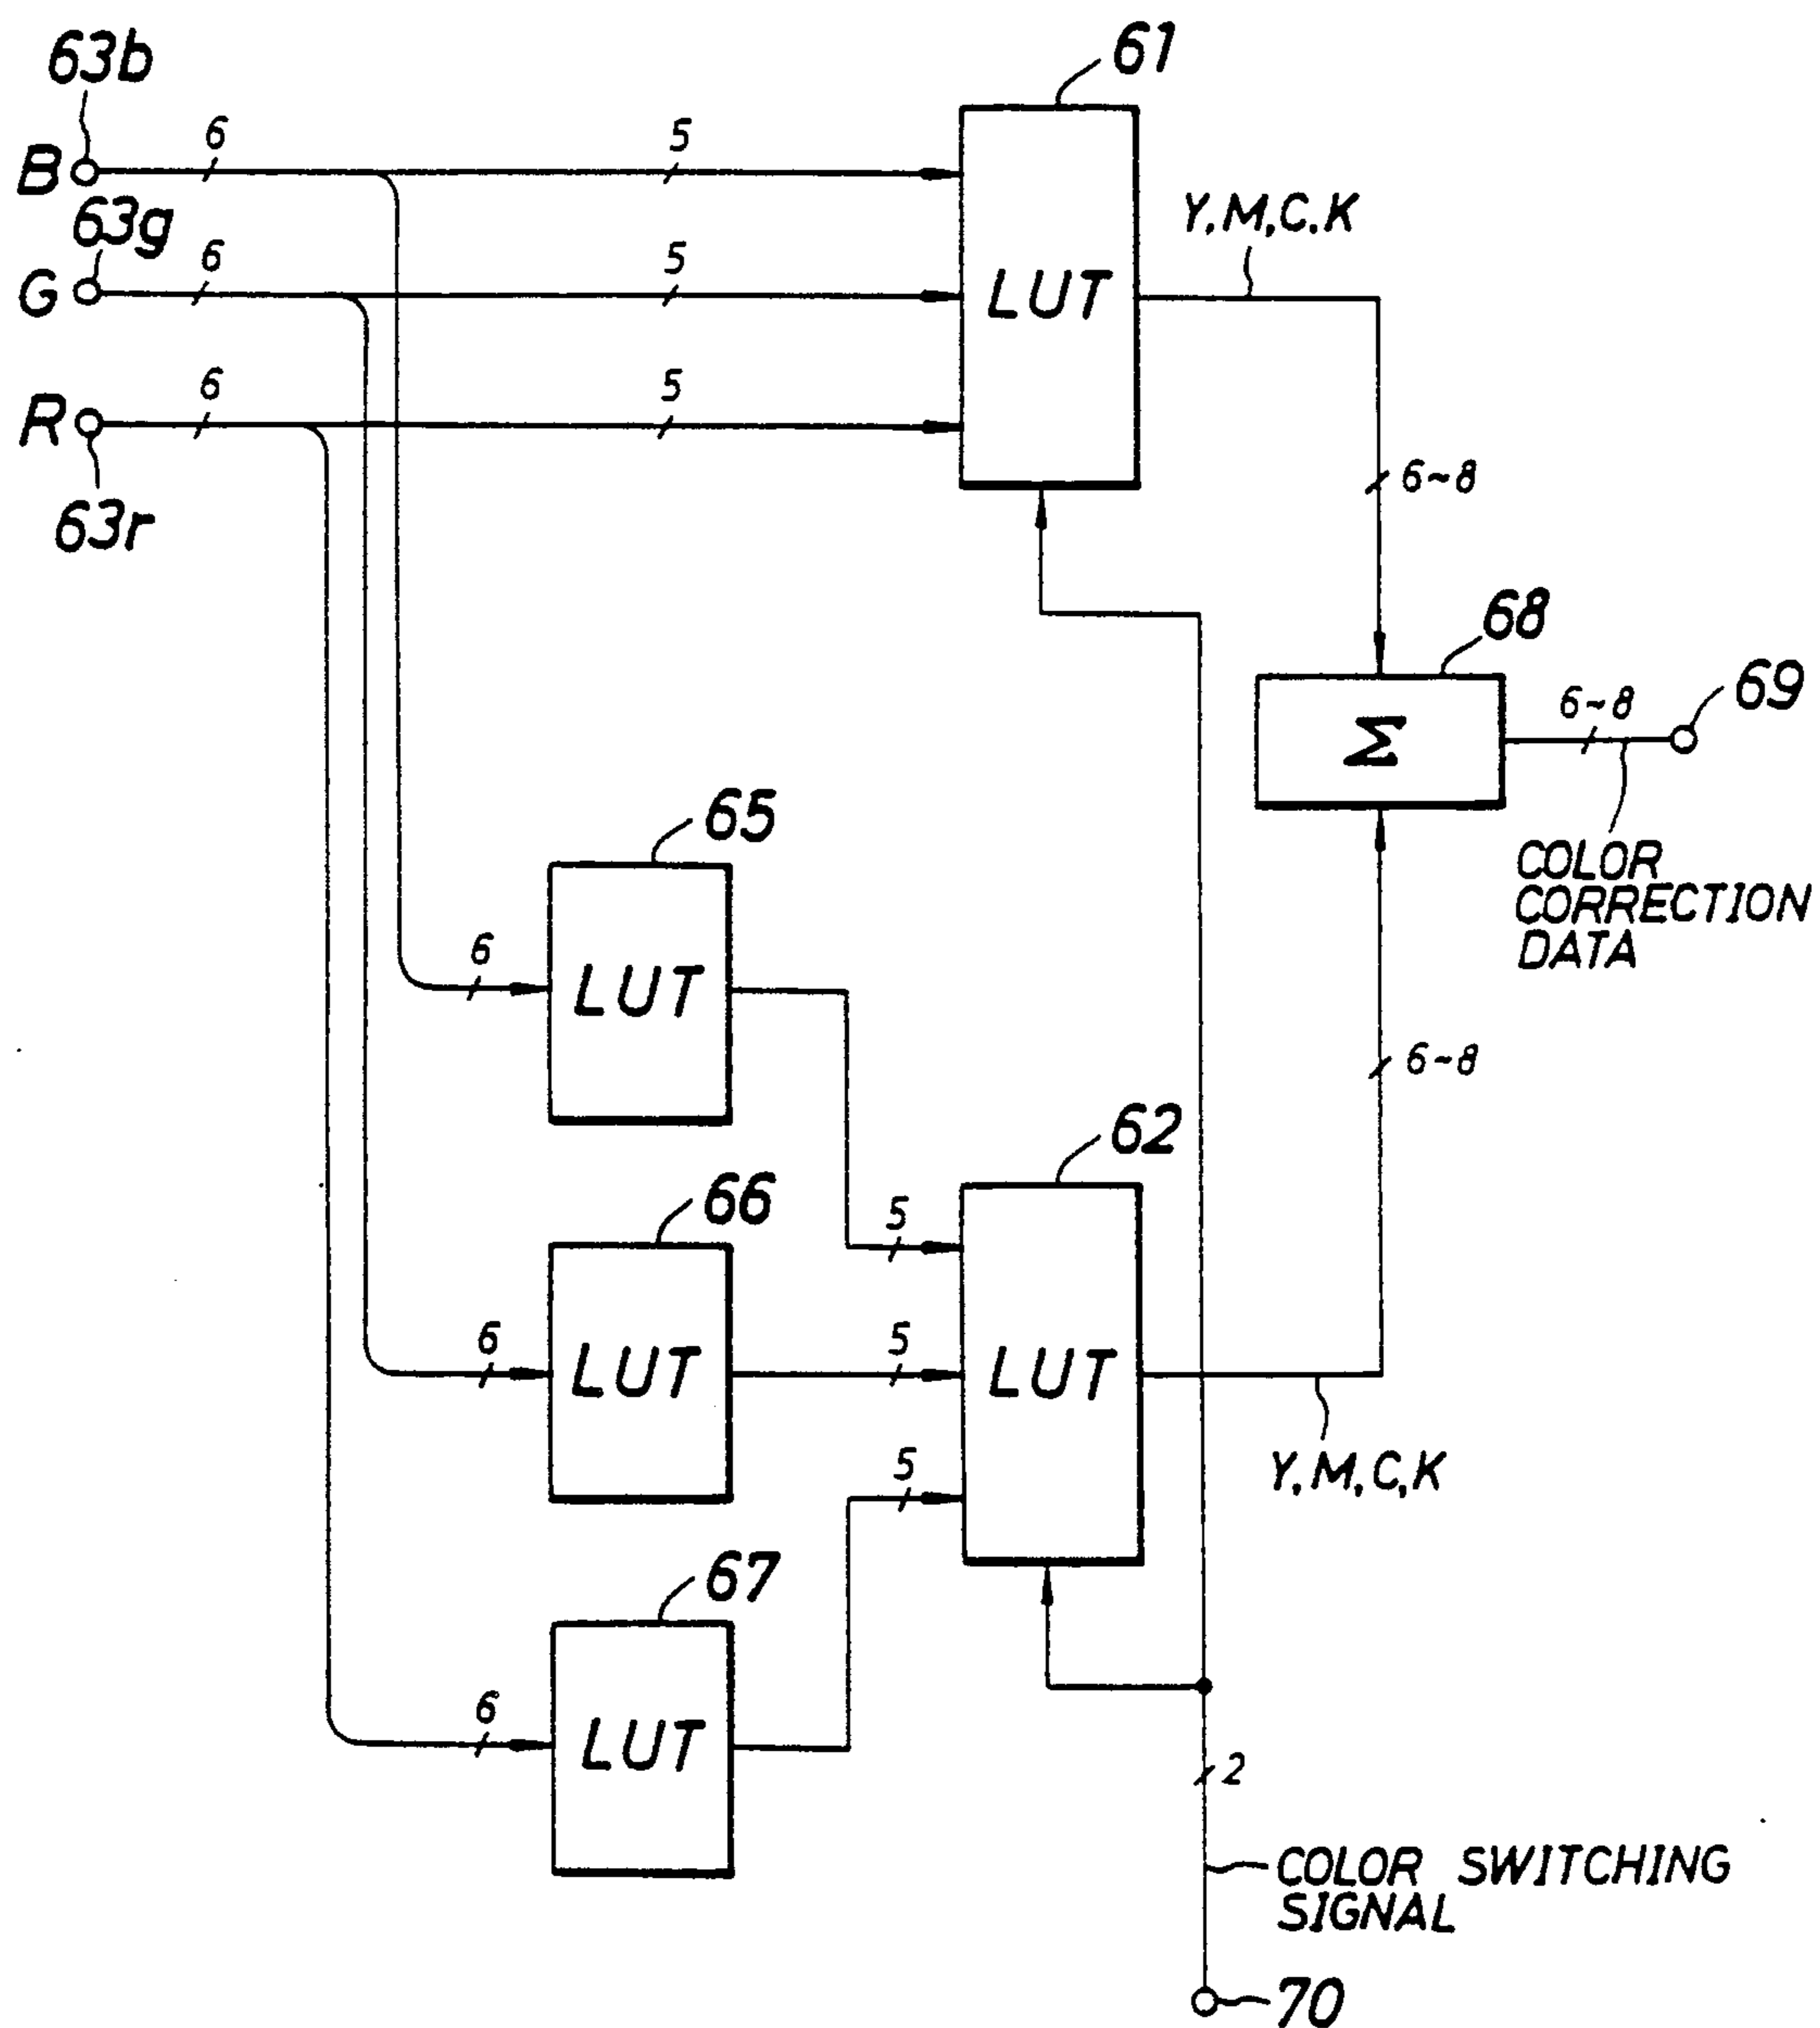 63b
61
B
6
5
63g
Y,M,C,K
G
6
5
LUT
R
6
5
63r
6~8
68
69
6~8
Σ
65
COLOR
CORRECTION
DATA
6
LUT
6~8
62
66
5
6
LUT
5
LUT
5
Y,M,C,K
67
6
LUT
2
COLOR SWITCHING
SIGNAL
70